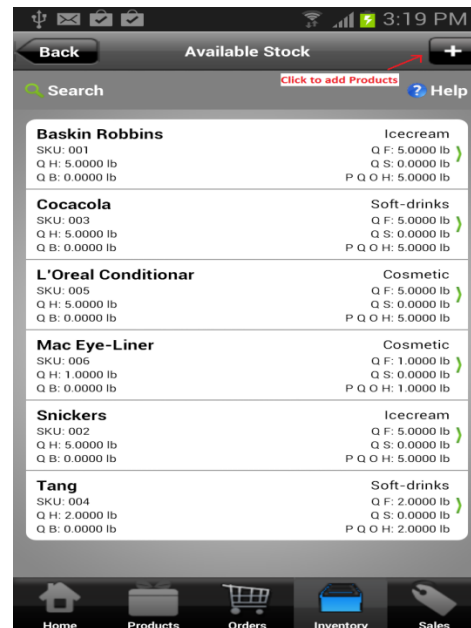 3:19 PM
Back Available Stock +
Click to add Products
Search ? Help
Baskin Robbins Icecream
SKU: 001 Q F: 5.0000 lb
Q H: 5.0000 lb Q S: 0.0000 lb
Q B: 0.0000 lb P Q O H: 5.0000 lb
Cocacola Soft-drinks
SKU: 003 Q F: 5.0000 lb
Q H: 5.0000 lb Q S: 0.0000 lb
Q B: 0.0000 lb P Q O H: 5.0000 lb
L'Oreal Conditionar Cosmetic
SKU: 005 Q F: 5.0000 lb
Q H: 5.0000 lb Q S: 0.0000 lb
Q B: 0.0000 lb P Q O H: 5.0000 lb
Mac Eye-Liner Cosmetic
SKU: 006 Q F: 1.0000 lb
Q H: 1.0000 lb Q S: 0.0000 lb
Q B: 0.0000 lb P Q O H: 1.0000 lb
Snickers Icecream
SKU: 002 Q F: 5.0000 lb
Q H: 5.0000 lb Q S: 0.0000 lb
Q B: 0.0000 lb P Q O H: 5.0000 lb
Tang Soft-drinks
SKU: 004 Q F: 2.0000 lb
Q H: 2.0000 lb Q S: 0.0000 lb
Q B: 0.0000 lb P Q O H: 2.0000 lb
Home Products Orders Inventory Sales